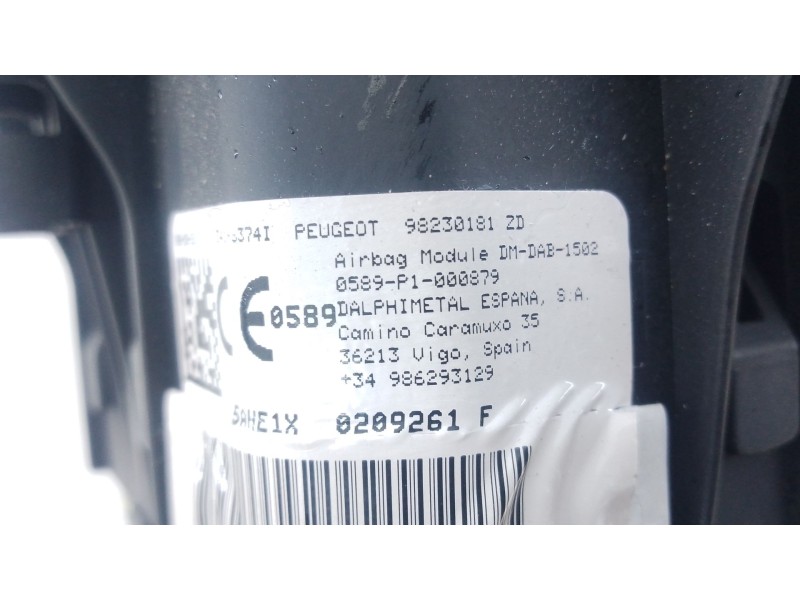 PEUGEOT 98230181 ZD
Airbag Module DM-DAB-1502
0589-P1-000879
CE 0589 DALPHIMETAL ESPANA, S.A.
Camino Caramuxo 35
36213 Vigo, Spain
+34 986293129
5AHE1X 0209261 F